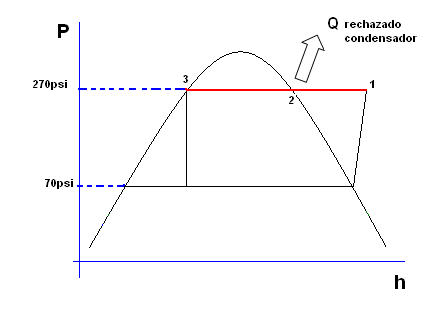 P
Q rechazado
condensador
270psi
3
2
1
70psi
h